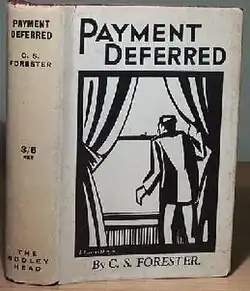 PAYMENT
DEFERRED
C. S.
FORESTER
3/6
NET
THE
BODLEY
HEAD
PAYMENT
DEFERRED
By C. S. FORESTER.